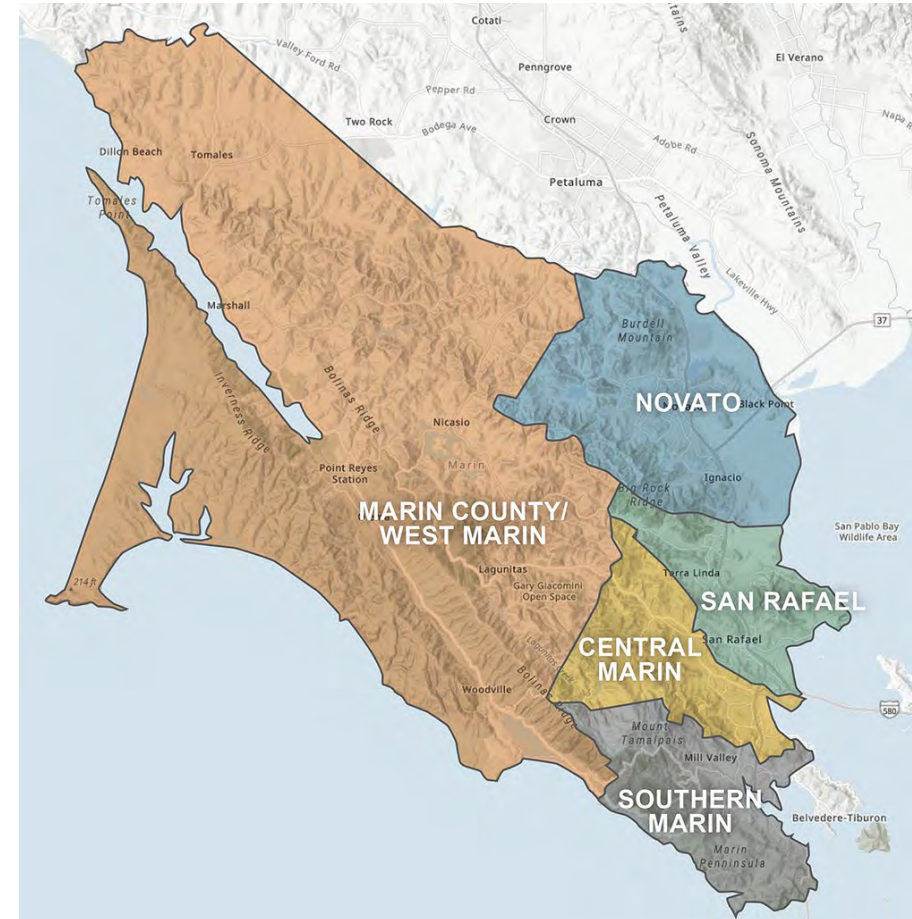 Cotati
Valley Ford Rd
Mountains
El Verano
Penngrove
Pepper Rd
Napa R
Two Rock
Bodega Ave
Crown
Adobe Rd
Sonoma Mountains
Dillon Beach
Tomales
Petaluma
Tomales
Point
Petaluma Valley
Lakeville Hwy
Marshall
37
Burdell
Mountain
Bolinas Ridge
Inverness Ridge
NOVATO
Black Point
Nicasio
Marin
Point Reyes
Station
Ignacio
Big Rock
Ridge
MARIN COUNTY/
WEST MARIN
San Pablo Bay
Wildlife Area
Lagunitas
Terra Linda
214 ft
Gary Giacomini
Open Space
SAN RAFAEL
San Rafael
CENTRAL
MARIN
Bolinas Ridge
Woodville
580
Mount
Tamalpais
Mill Valley
SOUTHERN
MARIN
Belvedere-Tiburon
Marin
Penninsula